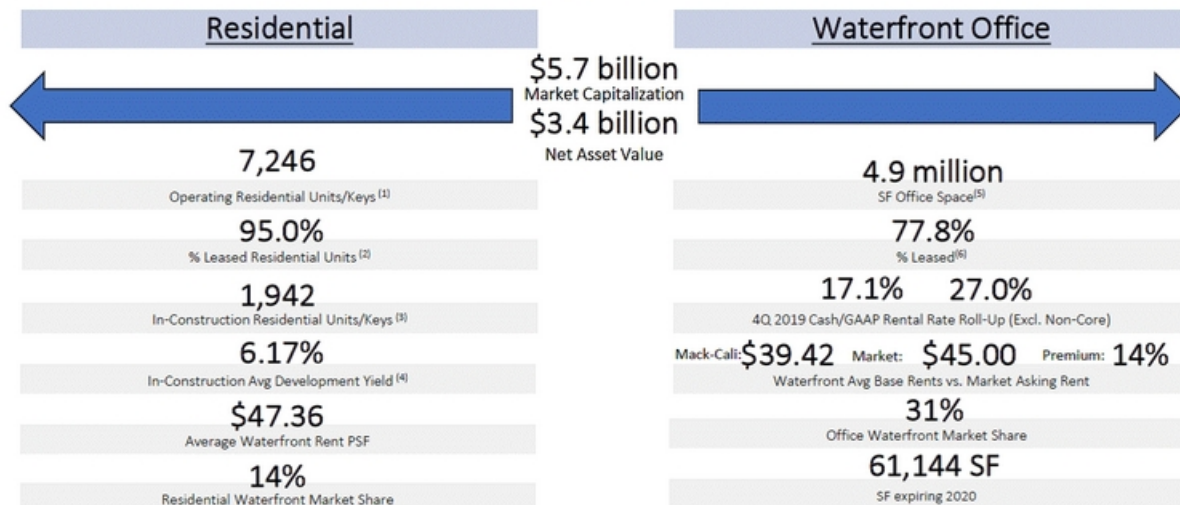 Residential
$5.7 billion
Market Capitalization
$3.4 billion
Net Asset Value
7,246
Operating Residential Units/Keys (1)
95.0%
% Leased Residential Units (2)
1,942
In-Construction Residential Units/Keys (3)
6.17%
In-Construction Avg Development Yield (4)
$47.36
Average Waterfront Rent PSF
14%
Residential Waterfront Market Share
Waterfront Office
4.9 million
SF Office Space(5)
77.8%
% Leased(6)
17.1% 27.0%
4Q 2019 Cash/GAAP Rental Rate Roll-Up (Excl. Non-Core)
Mack-Cali: $39.42 Market: $45.00 Premium: 14%
Waterfront Avg Base Rents vs. Market Asking Rent
31%
Office Waterfront Market Share
61,144 SF
SF expiring 2020